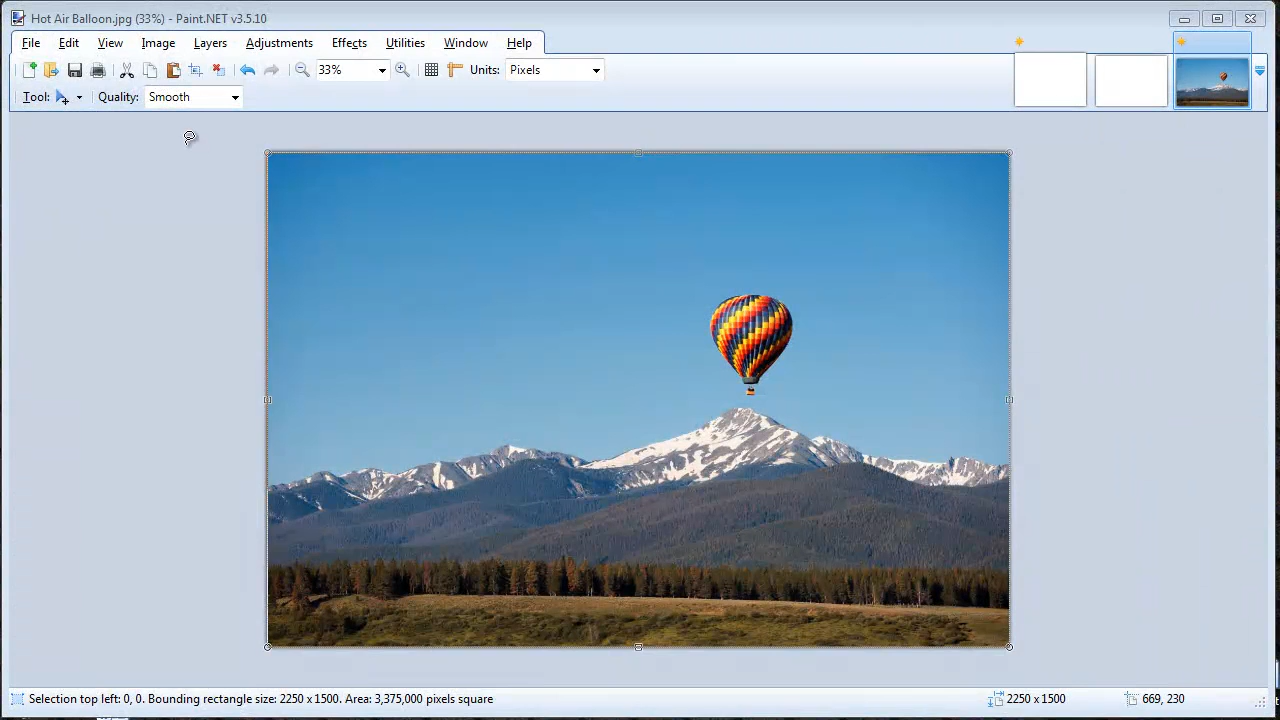 Hot Air Balloon.jpg (33%) - Paint.NET v3.5.10
File Edit View Image Layers Adjustments Effects Utilities Window Help
33% Units: Pixels
Tool: Quality: Smooth
Selection top left: 0, 0. Bounding rectangle size: 2250 x 1500. Area: 3,375,000 pixels square 2250 x 1500 669, 230